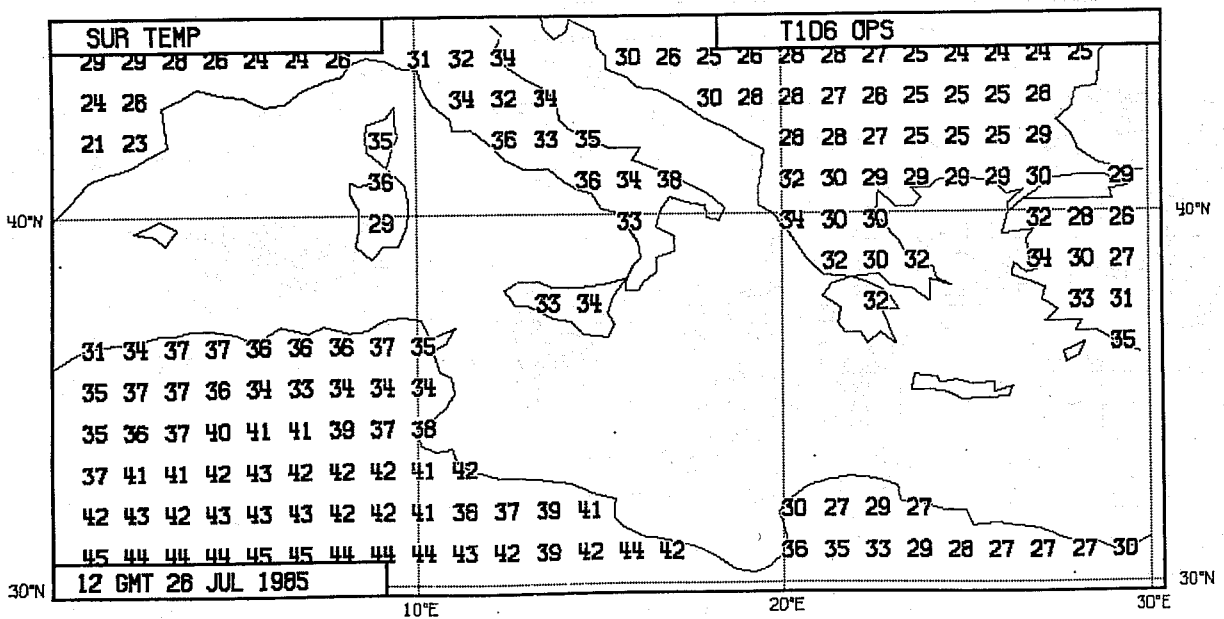 SUR TEMP T106 OPS
29 29 28 26 24 24 26 31 32 34 30 26 25 26 28 28 27 25 24 24 24 25
24 26 34 32 34 30 28 28 27 26 25 25 25 28
21 23 35 36 33 35 28 28 27 25 25 25 29
36 36 34 38 32 30 29 29 29 29 30 29
40°N 29 33 34 30 30 32 28 26 40°N
32 30 32 34 30 27
33 34 32 33 31
35
31 34 37 37 36 36 36 37 35
35 37 37 36 34 33 34 34 34
35 36 37 40 41 41 39 37 38
37 41 41 42 43 42 42 42 41 42
42 43 42 43 43 43 42 42 41 38 37 39 41 30 27 29 27
45 44 44 44 45 45 44 44 44 43 42 39 42 44 42 36 35 33 29 28 27 27 27 30
30°N 12 GMT 26 JUL 1985 30°N
10°E 20°E 30°E